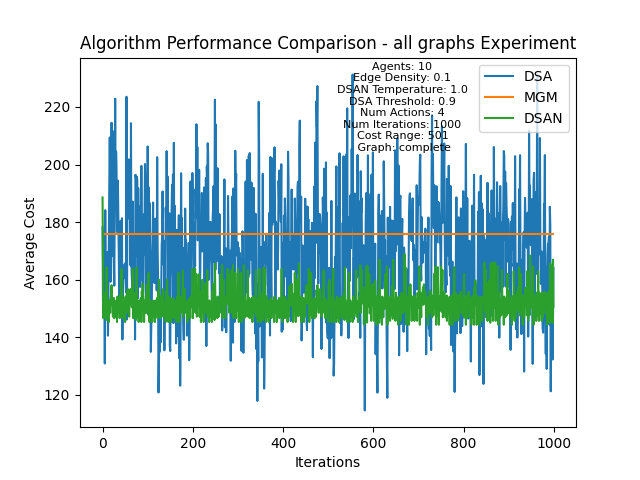 Algorithm Performance Comparison - all graphs Experiment
Agents: 10
Edge Density: 0.1
DSAN Temperature: 1.0
DSA Threshold: 0.9
Num Actions: 4
Num Iterations: 1000
Cost Range: 501
Graph: complete
DSA
MGM
DSAN
Average Cost
220
200
180
160
140
120
0
200
400
600
800
1000
Iterations